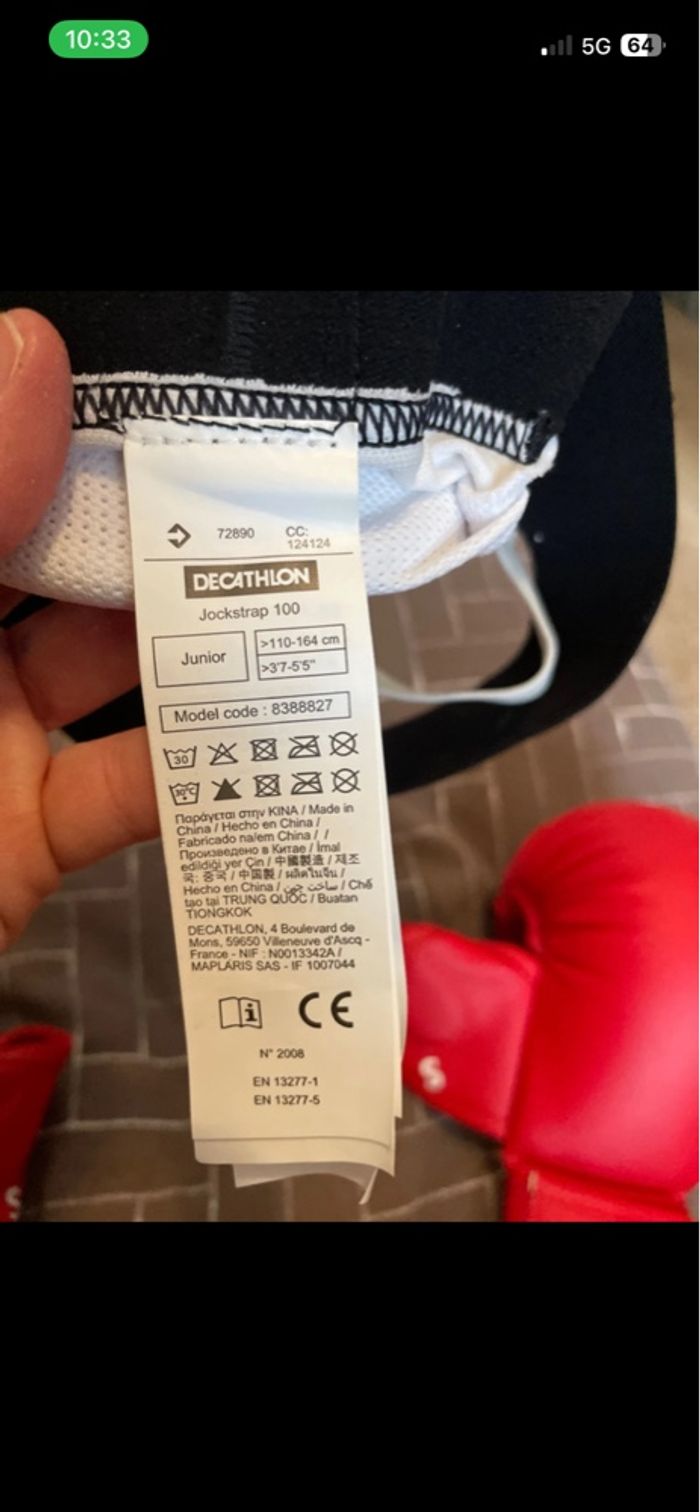 10:33
5G 64
72890 CC: 124124
DECATHLON
Jockstrap 100
Junior
>110-164 cm
>3'7-5'5"
Model code : 8388827
30
30°C
Παράγεται στην KINA / Made in
China / Hecho en China /
Fabricado na/em China / /
Произведено в Китае / İmal
edildiği yer Çin / 中國製造 / 제조
국: 중국 / 中国製 / ผลิตในจีน /
Hecho en China / ساخت چین / Chế
tạo tại TRUNG QUỐC / Buatan
TIONGKOK
DECATHLON, 4 Boulevard de
Mons, 59650 Villeneuve d'Ascq -
France - NIF : N0013342A /
MAPLARIS SAS - IF 1007044
i CE
N° 2008
EN 13277-1
EN 13277-5
S
S